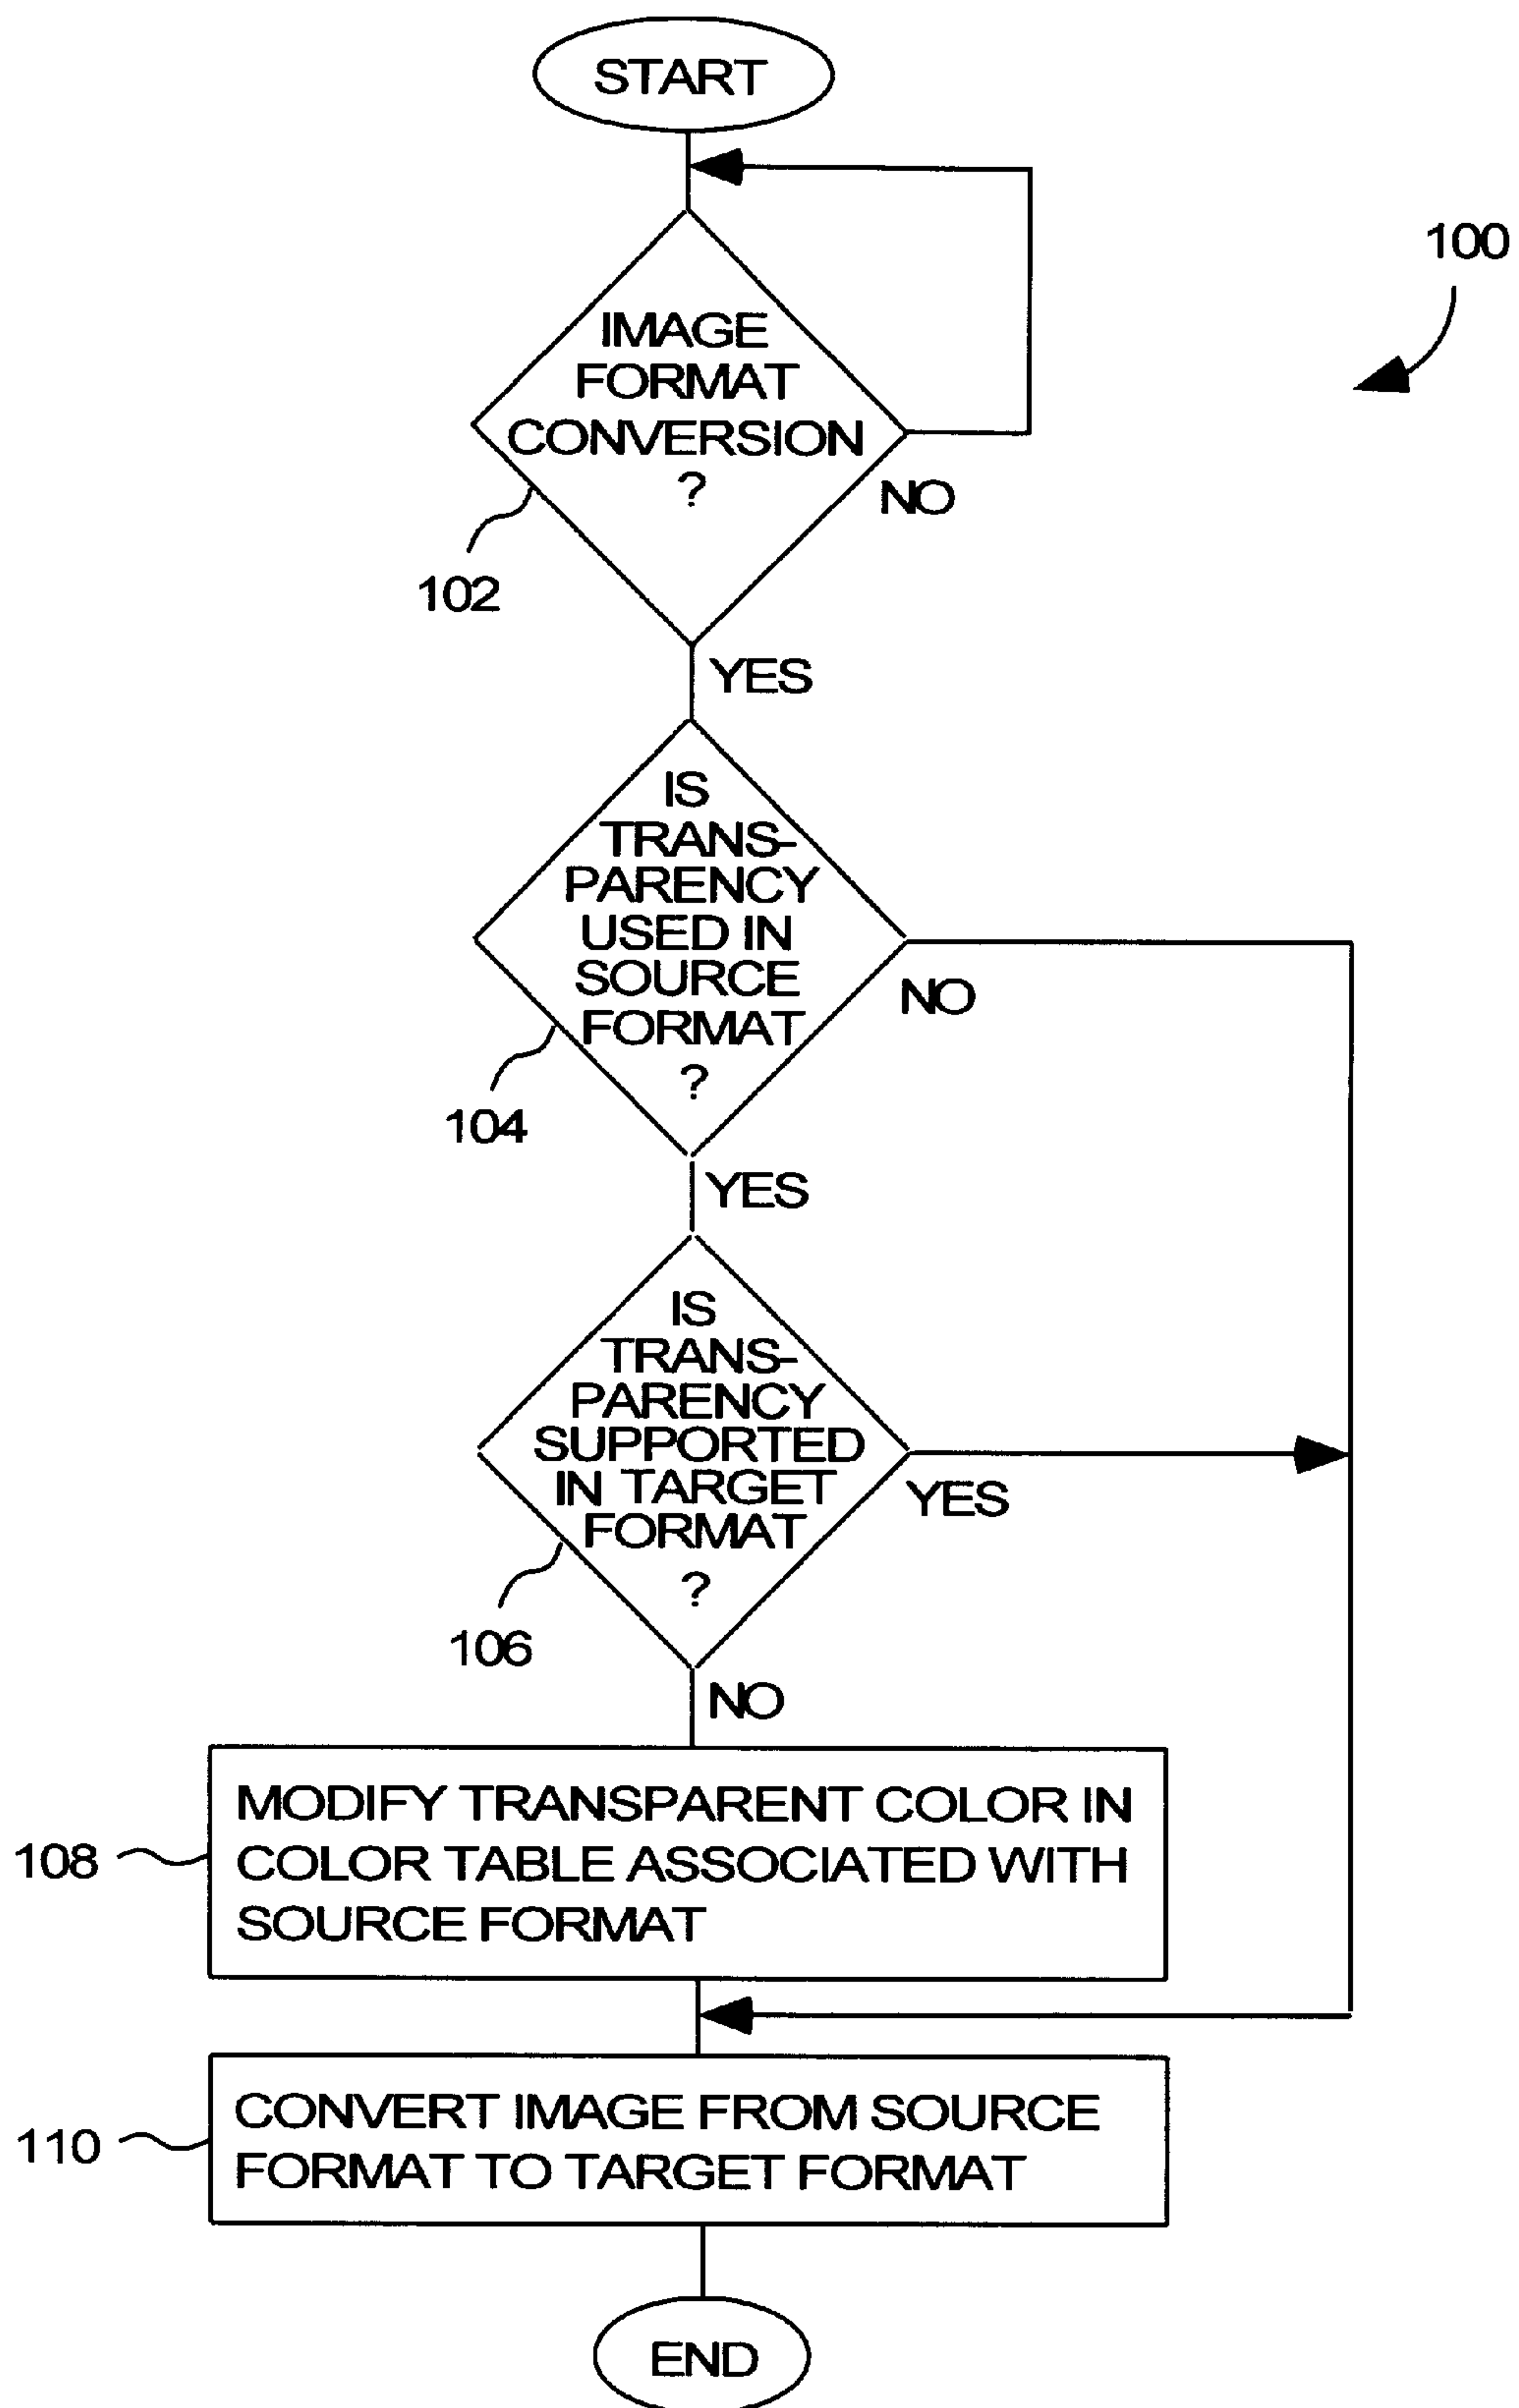 START
100
IMAGE
FORMAT
CONVERSION
?
NO
102
YES
IS
TRANS-
PARENCY
USED IN
SOURCE
FORMAT
?
NO
104
YES
IS
TRANS-
PARENCY
SUPPORTED
IN TARGET
FORMAT
?
YES
106
NO
108
MODIFY TRANSPARENT COLOR IN
COLOR TABLE ASSOCIATED WITH
SOURCE FORMAT
110
CONVERT IMAGE FROM SOURCE
FORMAT TO TARGET FORMAT
END